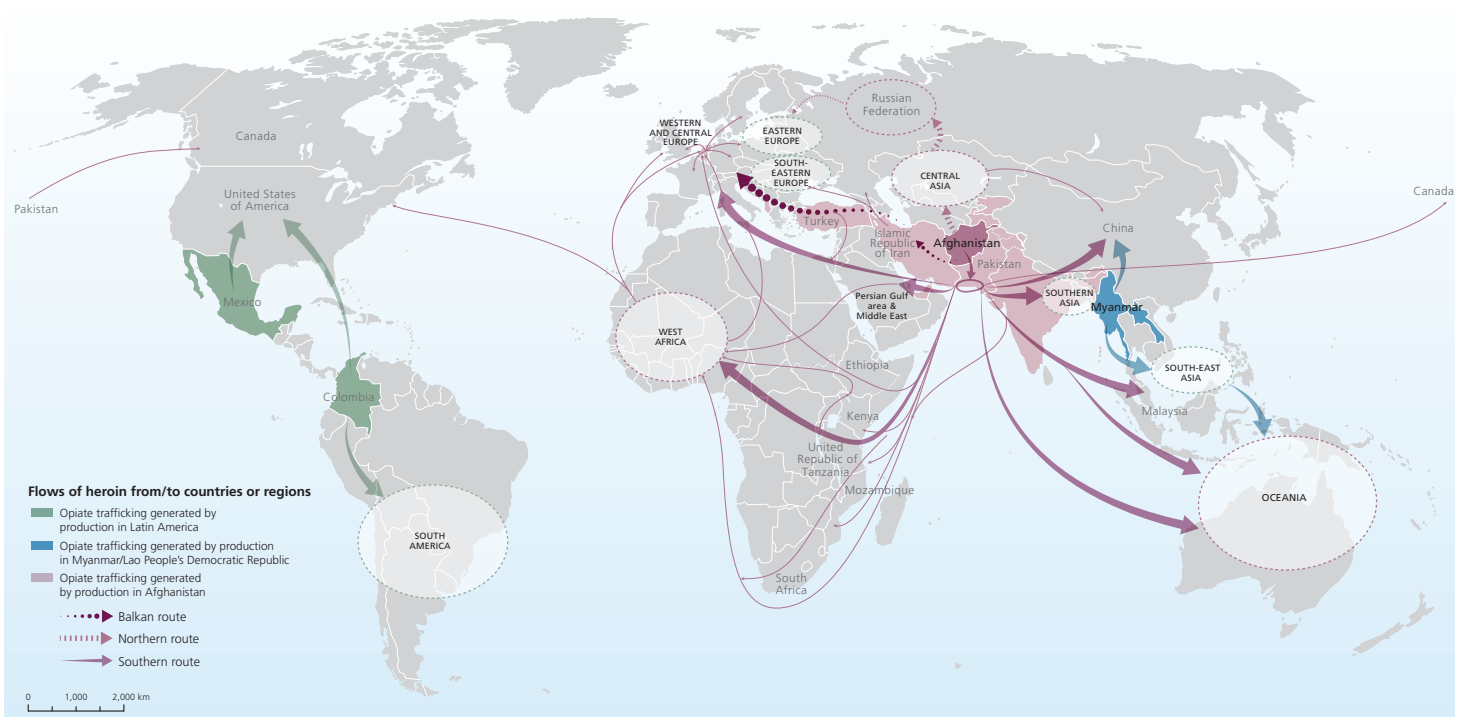 Canada
United States
of America
Pakistan
Mexico
Colombia
SOUTH
AMERICA
WESTERN
AND CENTRAL
EUROPE
EASTERN
EUROPE
SOUTH-
EASTERN
EUROPE
Russian
Federation
CENTRAL
ASIA
Turkey
Islamic
Republic
of Iran
Afghanistan
Pakistan
China
Canada
Persian Gulf
area &
Middle East
SOUTHERN
ASIA
Myanmar
WEST
AFRICA
Ethiopia
Kenya
United
Republic of
Tanzania
Mozambique
South
Africa
SOUTH-EAST
ASIA
Malaysia
OCEANIA
Flows of heroin from/to countries or regions
Opiate trafficking generated by
production in Latin America
Opiate trafficking generated by production
in Myanmar/Lao People's Democratic Republic
Opiate trafficking generated
by production in Afghanistan
Balkan route
Northern route
Southern route
0 1,000 2,000 km